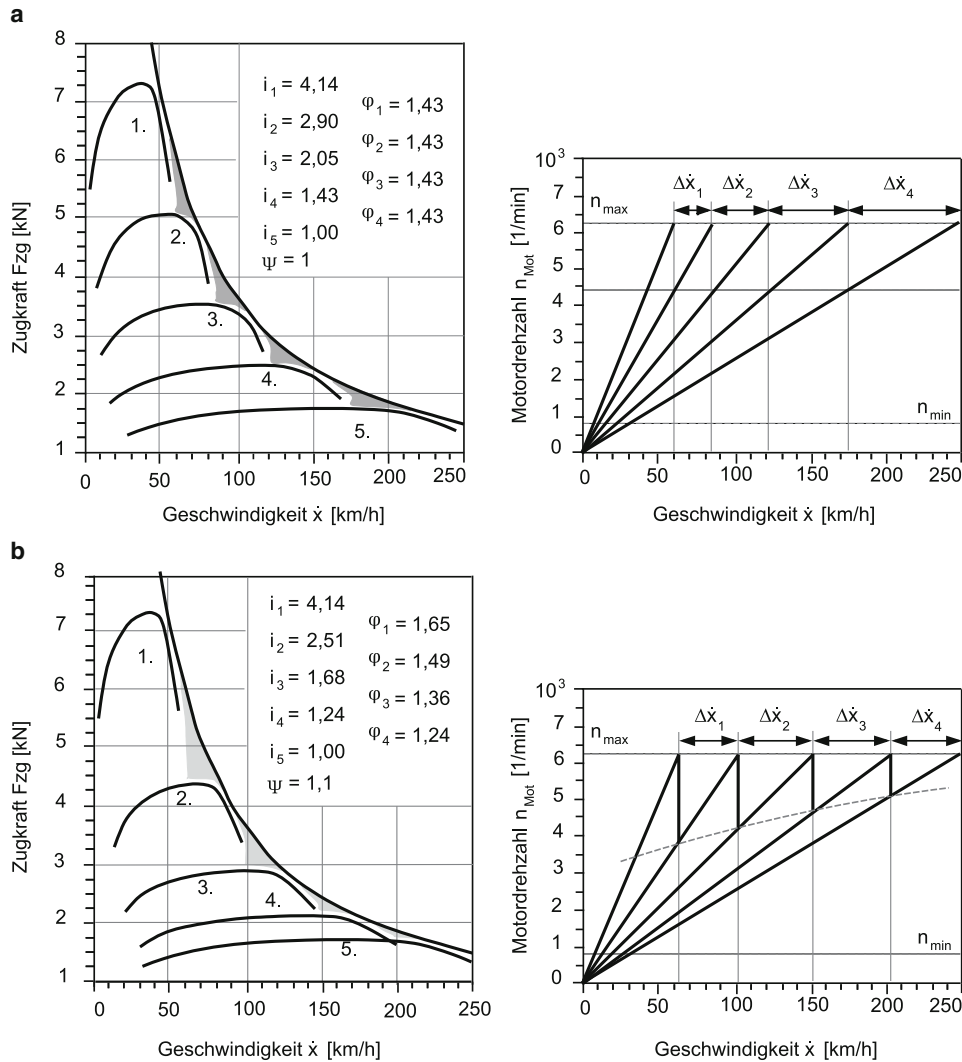 a
Zugkraft Fzg [kN]
8
7
6
5
4
3
2
1
1.
2.
3.
4.
5.
i1 = 4,14
i2 = 2,90
i3 = 2,05
i4 = 1,43
i5 = 1,00
Ψ = 1
φ1 = 1,43
φ2 = 1,43
φ3 = 1,43
φ4 = 1,43
0 50 100 150 200 250
Geschwindigkeit ẋ [km/h]
Motordrehzahl nMot [1/min]
10³
7
6
5
4
3
2
1
0
nmax
Δẋ1 Δẋ2 Δẋ3 Δẋ4
nmin
0 50 100 150 200 250
Geschwindigkeit ẋ [km/h]
b
Zugkraft Fzg [kN]
8
7
6
5
4
3
2
1
1.
2.
3.
4.
5.
i1 = 4,14
i2 = 2,51
i3 = 1,68
i4 = 1,24
i5 = 1,00
Ψ = 1,1
φ1 = 1,65
φ2 = 1,49
φ3 = 1,36
φ4 = 1,24
0 50 100 150 200 250
Geschwindigkeit ẋ [km/h]
Motordrehzahl nMot [1/min]
10³
7
6
5
4
3
2
1
0
nmax
Δẋ1 Δẋ2 Δẋ3 Δẋ4
nmin
0 50 100 150 200 250
Geschwindigkeit ẋ [km/h]